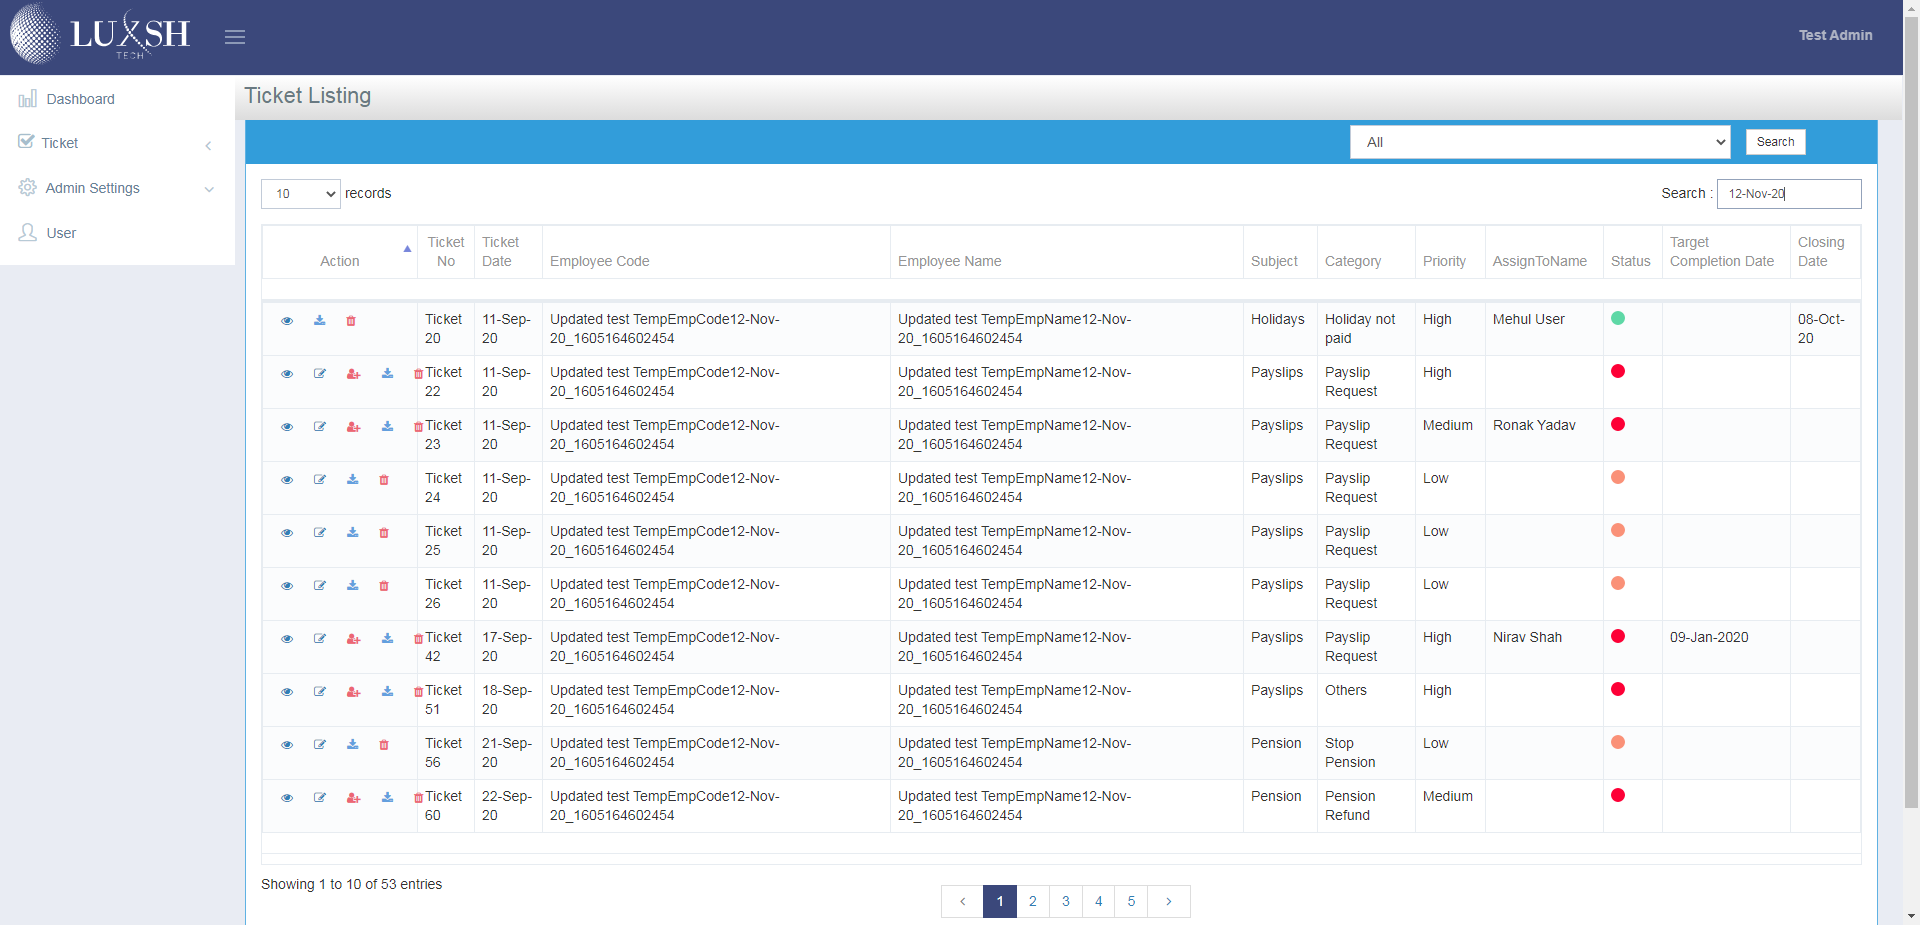 LUXSH
TECH
Test Admin
Dashboard
Ticket
Admin Settings
User
Ticket Listing
All
Search
10 records
Search : 12-Nov-20
Action
Ticket No
Ticket Date
Employee Code
Employee Name
Subject
Category
Priority
AssignToName
Status
Target Completion Date
Closing Date
Ticket 11-Sep- Updated test TempEmpCode12-Nov- Updated test TempEmpName12-Nov- Holidays Holiday not High Mehul User 08-Oct-
20 20 20_1605164602454 20_1605164602454 paid 20
Ticket 11-Sep- Updated test TempEmpCode12-Nov- Updated test TempEmpName12-Nov- Payslips Payslip High
22 20 20_1605164602454 20_1605164602454 Request
Ticket 11-Sep- Updated test TempEmpCode12-Nov- Updated test TempEmpName12-Nov- Payslips Payslip Medium Ronak Yadav
23 20 20_1605164602454 20_1605164602454 Request
Ticket 11-Sep- Updated test TempEmpCode12-Nov- Updated test TempEmpName12-Nov- Payslips Payslip Low
24 20 20_1605164602454 20_1605164602454 Request
Ticket 11-Sep- Updated test TempEmpCode12-Nov- Updated test TempEmpName12-Nov- Payslips Payslip Low
25 20 20_1605164602454 20_1605164602454 Request
Ticket 11-Sep- Updated test TempEmpCode12-Nov- Updated test TempEmpName12-Nov- Payslips Payslip Low
26 20 20_1605164602454 20_1605164602454 Request
Ticket 17-Sep- Updated test TempEmpCode12-Nov- Updated test TempEmpName12-Nov- Payslips Payslip High Nirav Shah 09-Jan-2020
42 20 20_1605164602454 20_1605164602454 Request
Ticket 18-Sep- Updated test TempEmpCode12-Nov- Updated test TempEmpName12-Nov- Payslips Others High
51 20 20_1605164602454 20_1605164602454
Ticket 21-Sep- Updated test TempEmpCode12-Nov- Updated test TempEmpName12-Nov- Pension Stop Low
56 20 20_1605164602454 20_1605164602454 Pension
Ticket 22-Sep- Updated test TempEmpCode12-Nov- Updated test TempEmpName12-Nov- Pension Pension Medium
60 20 20_1605164602454 20_1605164602454 Refund
Showing 1 to 10 of 53 entries
‹ 1 2 3 4 5 ›